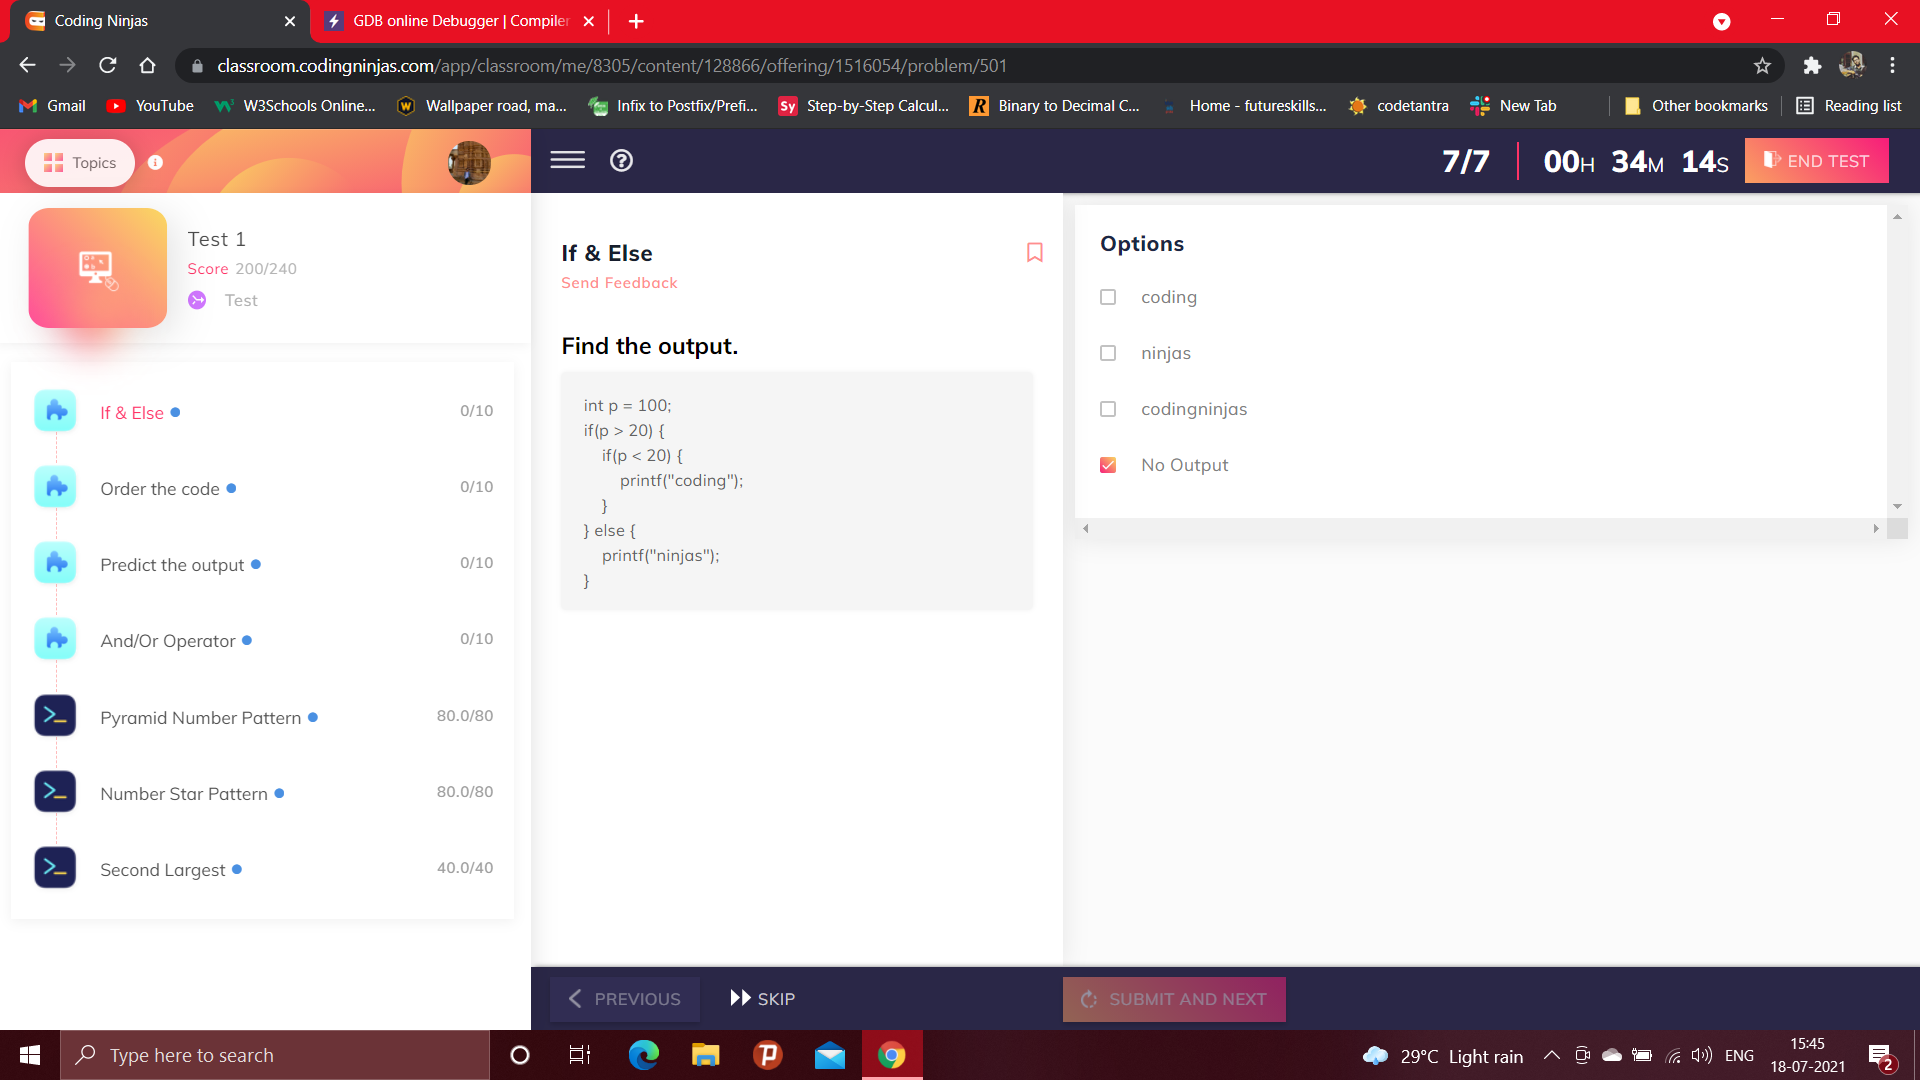 Coding Ninjas
GDB online Debugger | Compiler
classroom.codingninjas.com/app/classroom/me/8305/content/128866/offering/1516054/problem/501
Gmail
YouTube
W3Schools Online...
Wallpaper road, ma...
Infix to Postfix/Prefi...
Step-by-Step Calcul...
Binary to Decimal C...
Home - futureskills...
codetantra
New Tab
Other bookmarks
Reading list
Topics
7/7
00H 34M 14S
END TEST
Test 1
Score 200/240
Test
If & Else 0/10
Order the code 0/10
Predict the output 0/10
And/Or Operator 0/10
Pyramid Number Pattern 80.0/80
Number Star Pattern 80.0/80
Second Largest 40.0/40
If & Else
Send Feedback
Find the output.
int p = 100;
if(p > 20) {
if(p < 20) {
printf("coding");
}
} else {
printf("ninjas");
}
Options
coding
ninjas
codingninjas
No Output
PREVIOUS
SKIP
SUBMIT AND NEXT
Type here to search
29°C Light rain
ENG
15:45
18-07-2021
2